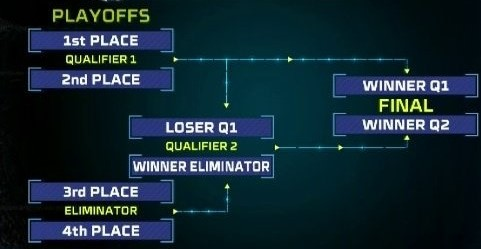 PLAYOFFS
1st PLACE
QUALIFIER 1
2nd PLACE
WINNER Q1
FINAL
WINNER Q2
LOSER Q1
QUALIFIER 2
WINNER ELIMINATOR
3rd PLACE
ELIMINATOR
4th PLACE